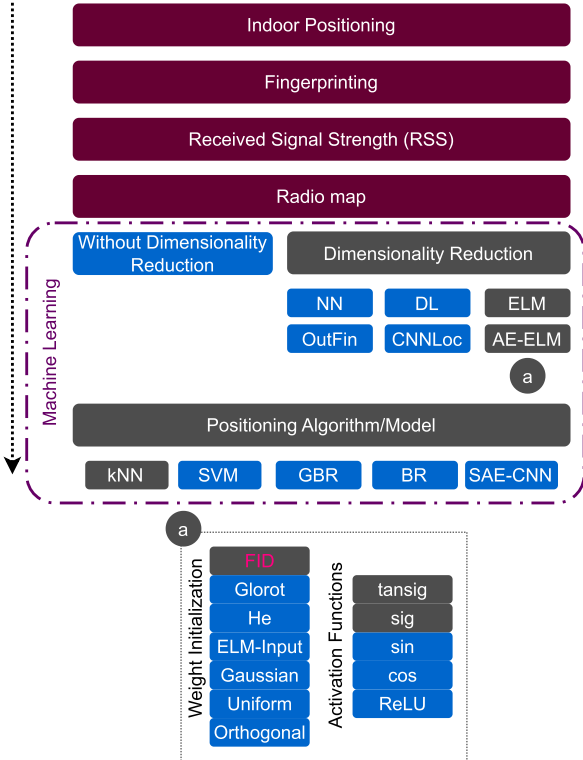 Indoor Positioning
Fingerprinting
Received Signal Strength (RSS)
Radio map
Machine Learning
Without Dimensionality
Reduction
Dimensionality Reduction
NN
DL
ELM
OutFin
CNNLoc
AE-ELM
a
Positioning Algorithm/Model
kNN
SVM
GBR
BR
SAE-CNN
a
Weight Initialization
FID
Glorot
He
ELM-Input
Gaussian
Uniform
Orthogonal
Activation Functions
tansig
sig
sin
cos
ReLU